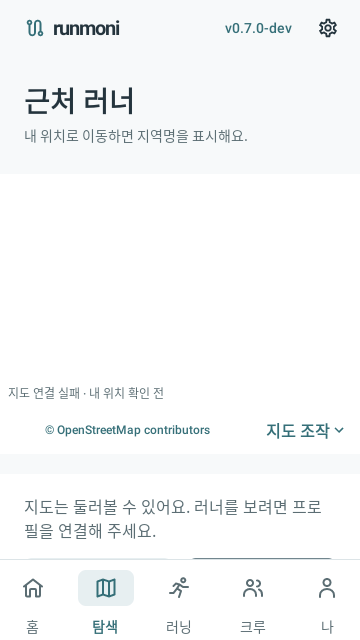 runmoni
v0.7.0-dev
근처 러너
내 위치로 이동하면 지역명을 표시해요.
지도 연결 실패 · 내 위치 확인 전
© OpenStreetMap contributors
지도 조작
지도는 둘러볼 수 있어요. 러너를 보려면 프로
필을 연결해 주세요.
홈
탐색
러닝
크루
나